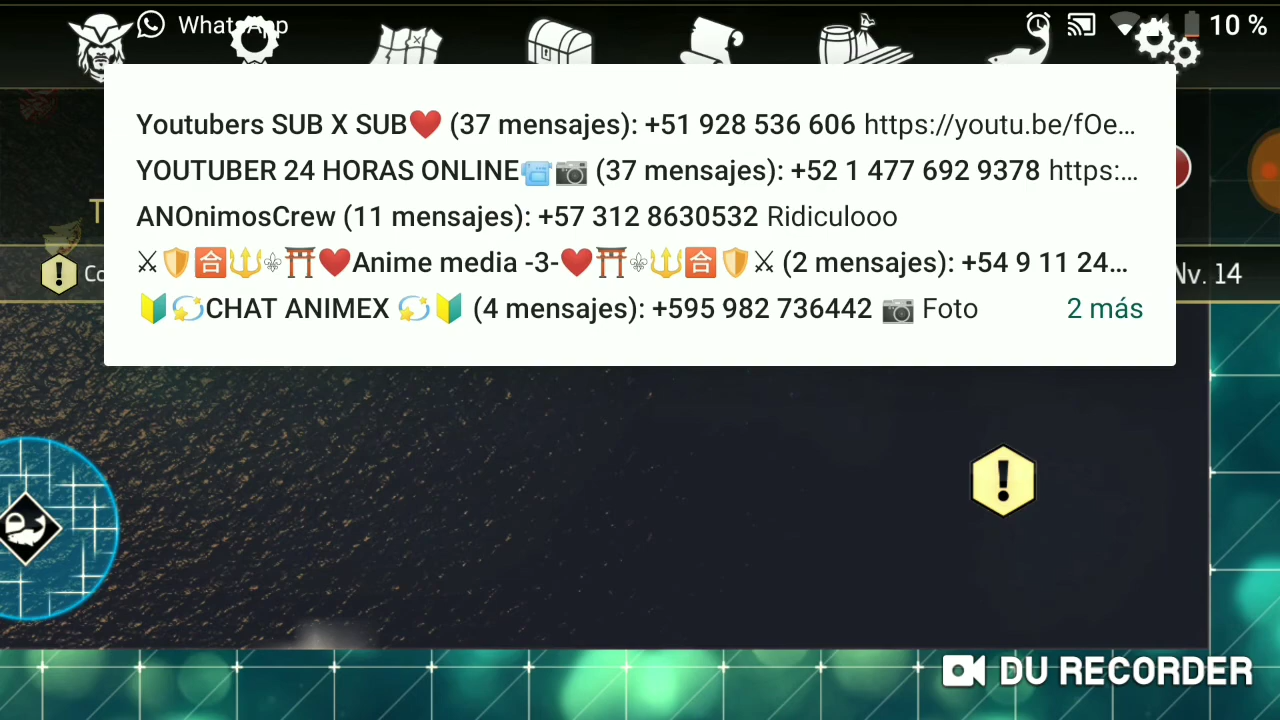 WhatsApp
10 %
Youtubers SUB X SUB❤️ (37 mensajes): +51 928 536 606 https://youtu.be/fOe…
YOUTUBER 24 HORAS ONLINE📹📷 (37 mensajes): +52 1 477 692 9378 https:…
ANOnimosCrew (11 mensajes): +57 312 8630532 Ridiculooo
⚔🛡️🈴🔱⚜⛩️❤️Anime media -3-❤️⛩️⚜🔱🈴🛡️⚔ (2 mensajes): +54 9 11 24…
🔰💫CHAT ANIMEX 💫🔰 (4 mensajes): +595 982 736442 📷 Foto 2 más
Nv. 14
DU RECORDER